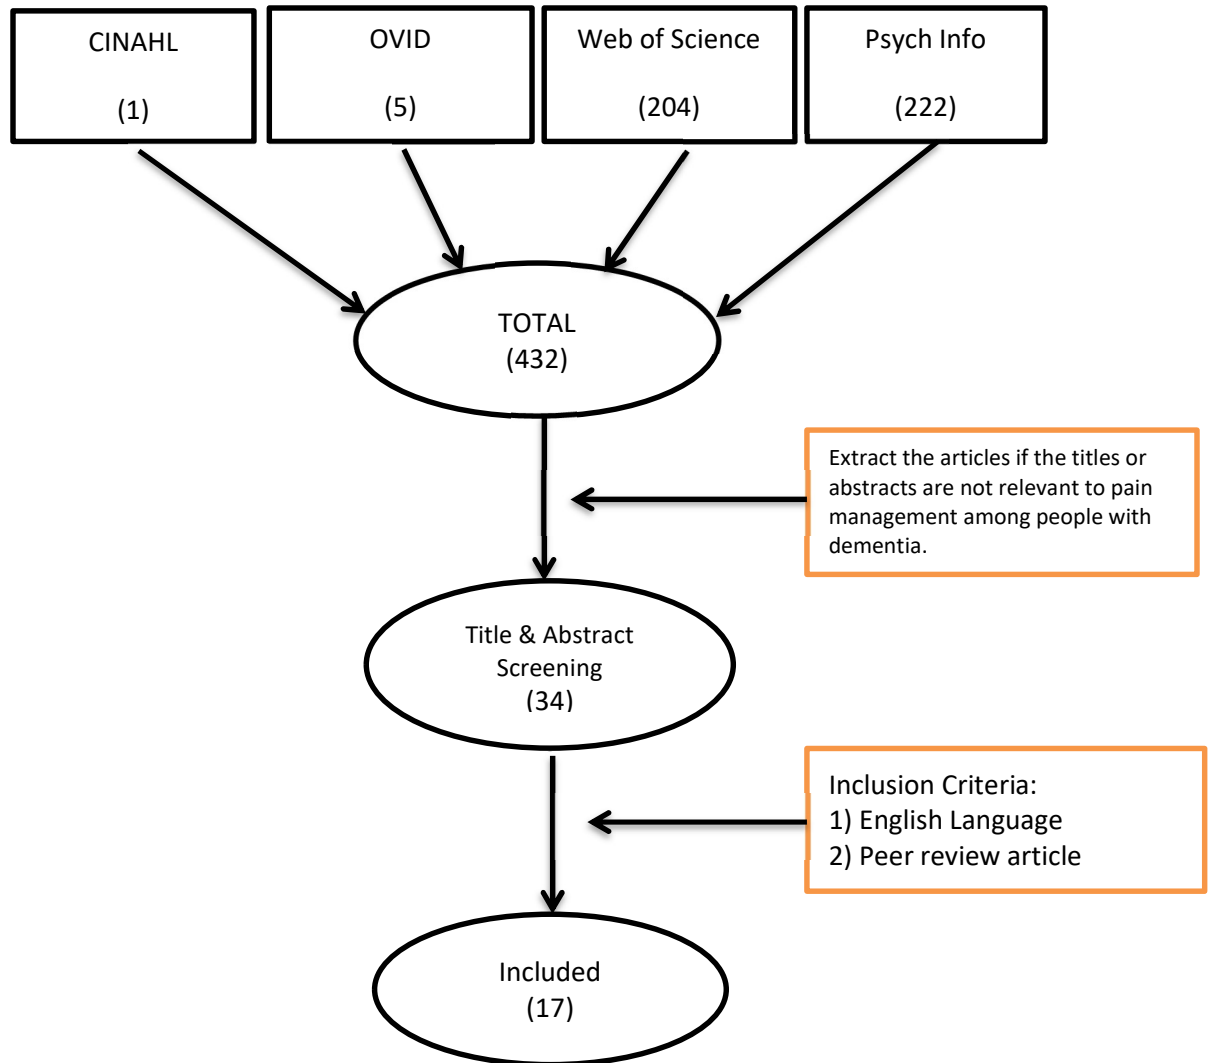 CINAHL
(1)
OVID
(5)
Web of Science
(204)
Psych Info
(222)
TOTAL
(432)
Extract the articles if the titles or
abstracts are not relevant to pain
management among people with
dementia.
Title & Abstract
Screening
(34)
Inclusion Criteria:
1) English Language
2) Peer review article
Included
(17)